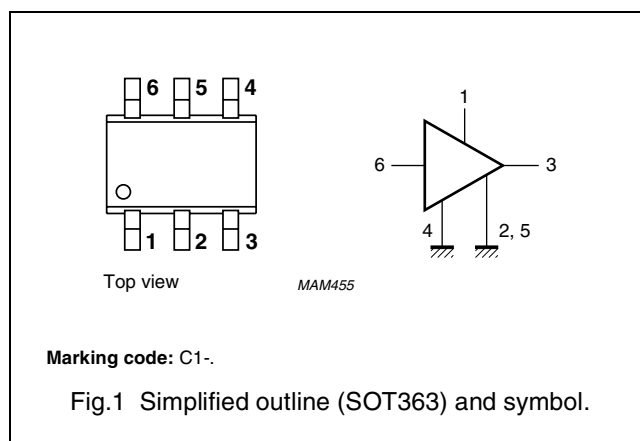 6 5 4
1 2 3
Top view
1
6
3
4
2, 5
MAM455
Marking code: C1-.
Fig.1 Simplified outline (SOT363) and symbol.